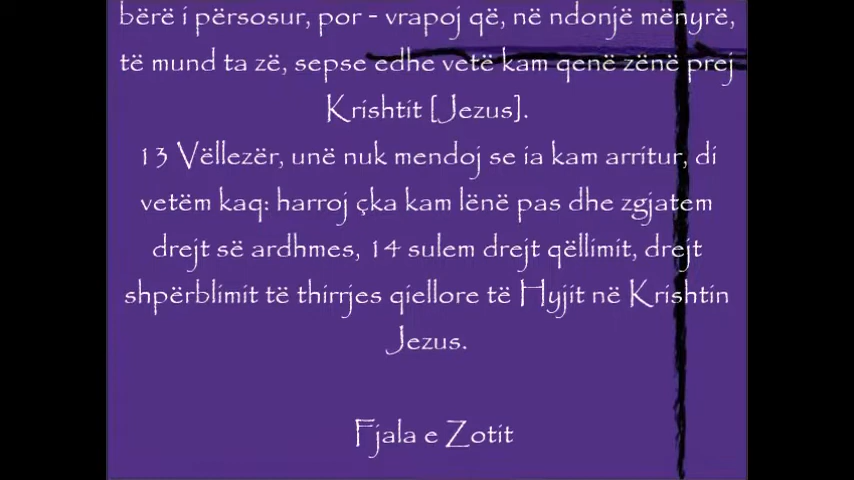 bërë i përsosur, por - vrapoj që, në ndonjë mënyrë,
të mund ta zë, sepse edhe vetë kam qenë zënë prej
Krishtit [Jezus].
13 Vëllezër, unë nuk mendoj se ia kam arritur, di
vetëm kaq: harroj çka kam lënë pas dhe zgjatem
drejt së ardhmes, 14 sulem drejt qëllimit, drejt
shpërblimit të thirrjes qiellore të Hyjit në Krishtin
Jezus.
Fjala e Zotit